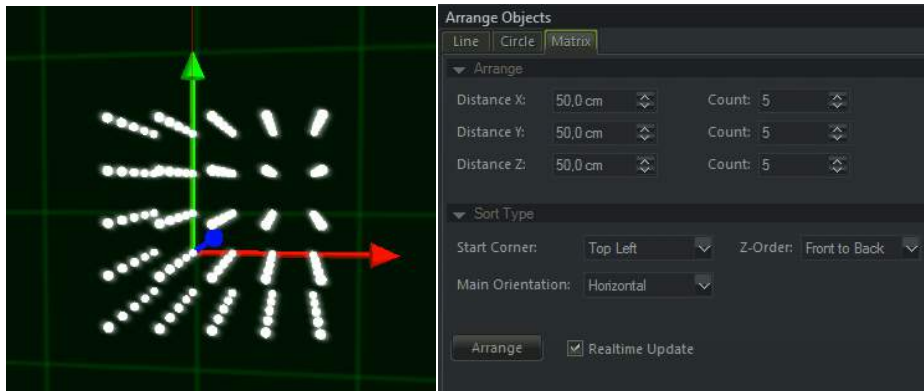 Arrange Objects
Line Circle Matrix
Arrange
Distance X: 50,0 cm Count: 5
Distance Y: 50,0 cm Count: 5
Distance Z: 50,0 cm Count: 5
Sort Type
Start Corner: Top Left Z-Order: Front to Back
Main Orientation: Horizontal
Arrange Realtime Update